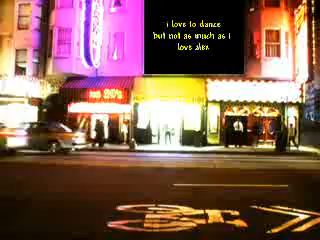 i love to dance
but not as much as i
love alex